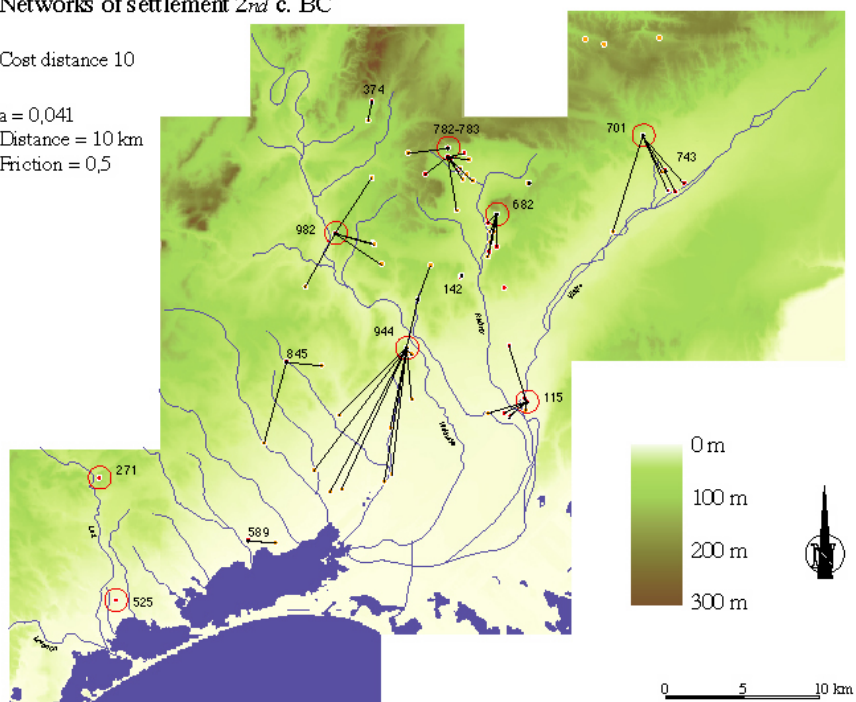 Networks of settlement 2nd c. BC
Cost distance 10
a = 0,041
Distance = 10 km
Friction = 0,5
374
782-783
701
743
682
982
142
944
845
115
271
589
525
Lez
0 m
100 m
200 m
300 m
N
0 5 10 km